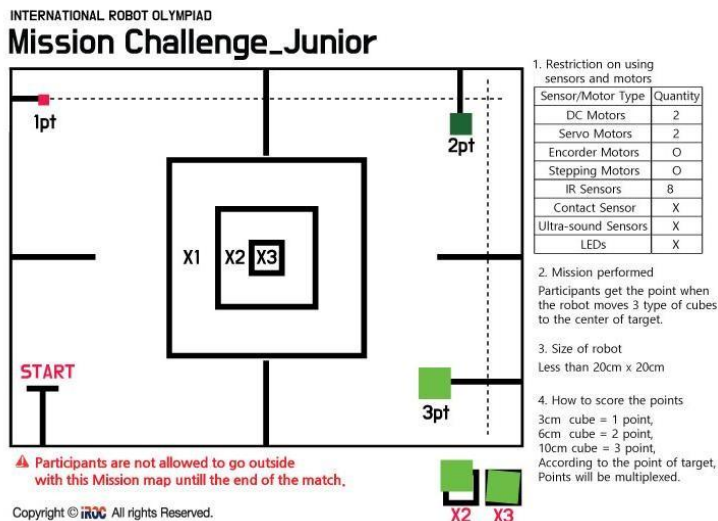 INTERNATIONAL ROBOT OLYMPIAD
Mission Challenge_Junior
1pt
2pt
X1
X2
X3
START
3pt
⚠ Participants are not allowed to go outside
with this Mission map untill the end of the match.
Copyright © iROC All rights Reserved.
1. Restriction on using
sensors and motors
Sensor/Motor Type Quantity
DC Motors 2
Servo Motors 2
Encorder Motors O
Stepping Motors O
IR Sensors 8
Contact Sensor X
Ultra-sound Sensors X
LEDs X
2. Mission performed
Participants get the point when
the robot moves 3 type of cubes
to the center of target.
3. Size of robot
Less than 20cm x 20cm
4. How to score the points
3cm cube = 1 point,
6cm cube = 2 point,
10cm cube = 3 point,
According to the point of target,
Points will be multiplexed.
X2
X3